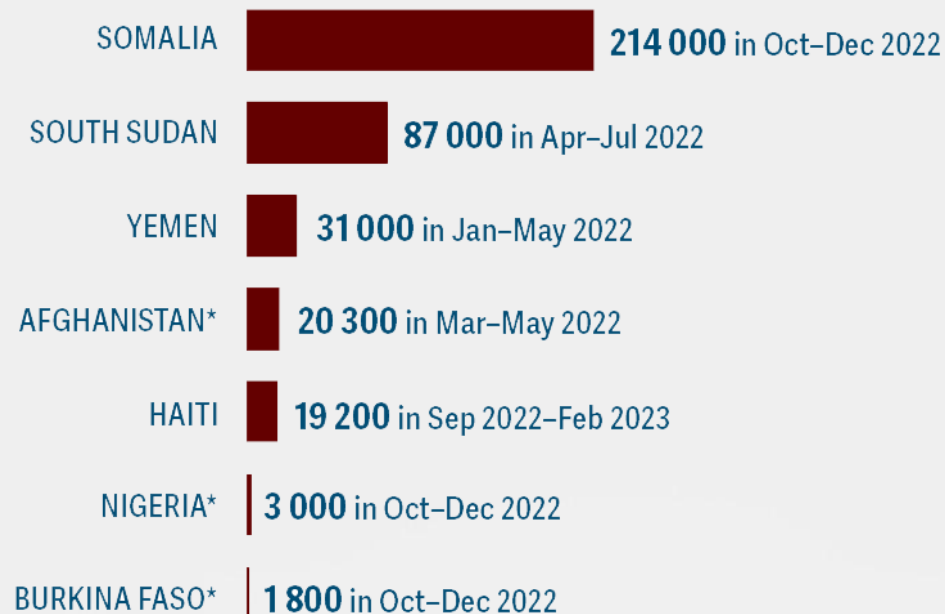 SOMALIA 214 000 in Oct–Dec 2022
SOUTH SUDAN 87 000 in Apr–Jul 2022
YEMEN 31 000 in Jan–May 2022
AFGHANISTAN* 20 300 in Mar–May 2022
HAITI 19 200 in Sep 2022–Feb 2023
NIGERIA* 3 000 in Oct–Dec 2022
BURKINA FASO* 1 800 in Oct–Dec 2022